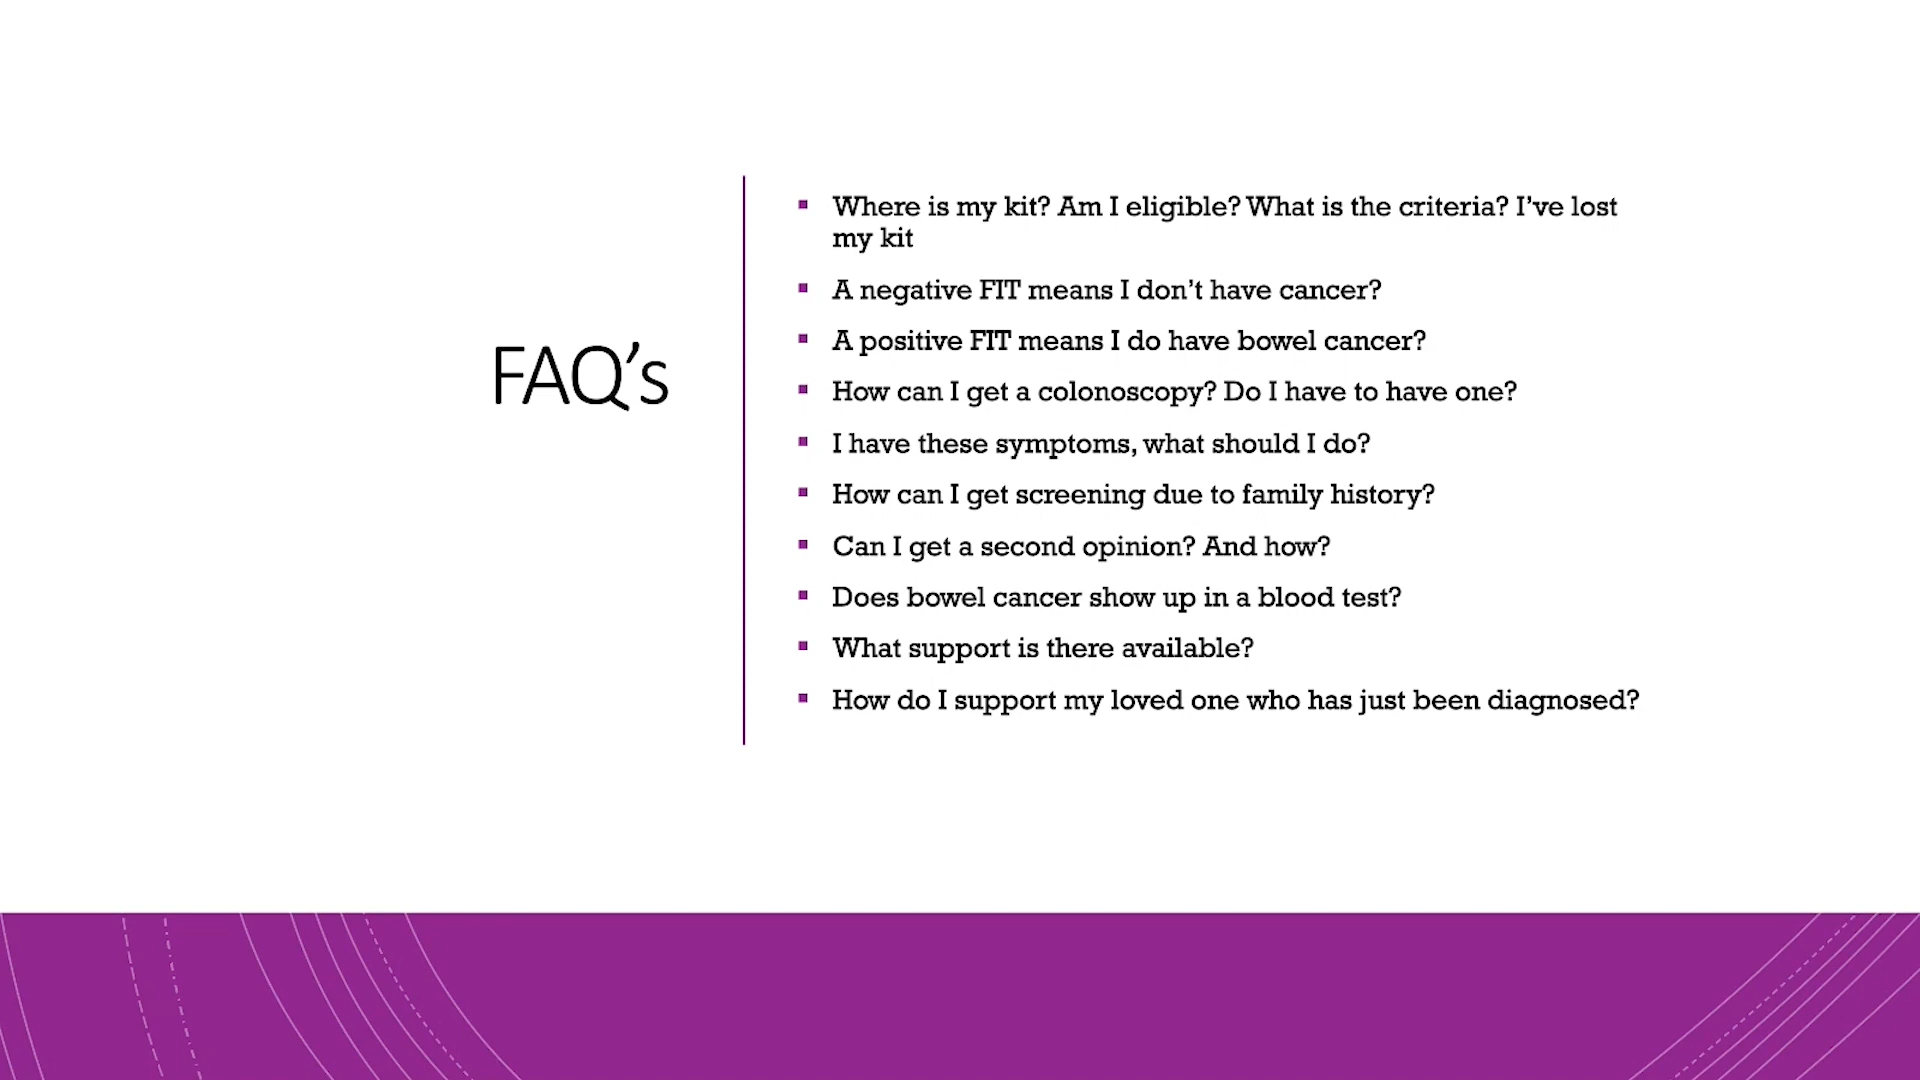 FAQ’s
Where is my kit? Am I eligible? What is the criteria? I’ve lost
my kit
A negative FIT means I don’t have cancer?
A positive FIT means I do have bowel cancer?
How can I get a colonoscopy? Do I have to have one?
I have these symptoms, what should I do?
How can I get screening due to family history?
Can I get a second opinion? And how?
Does bowel cancer show up in a blood test?
What support is there available?
How do I support my loved one who has just been diagnosed?